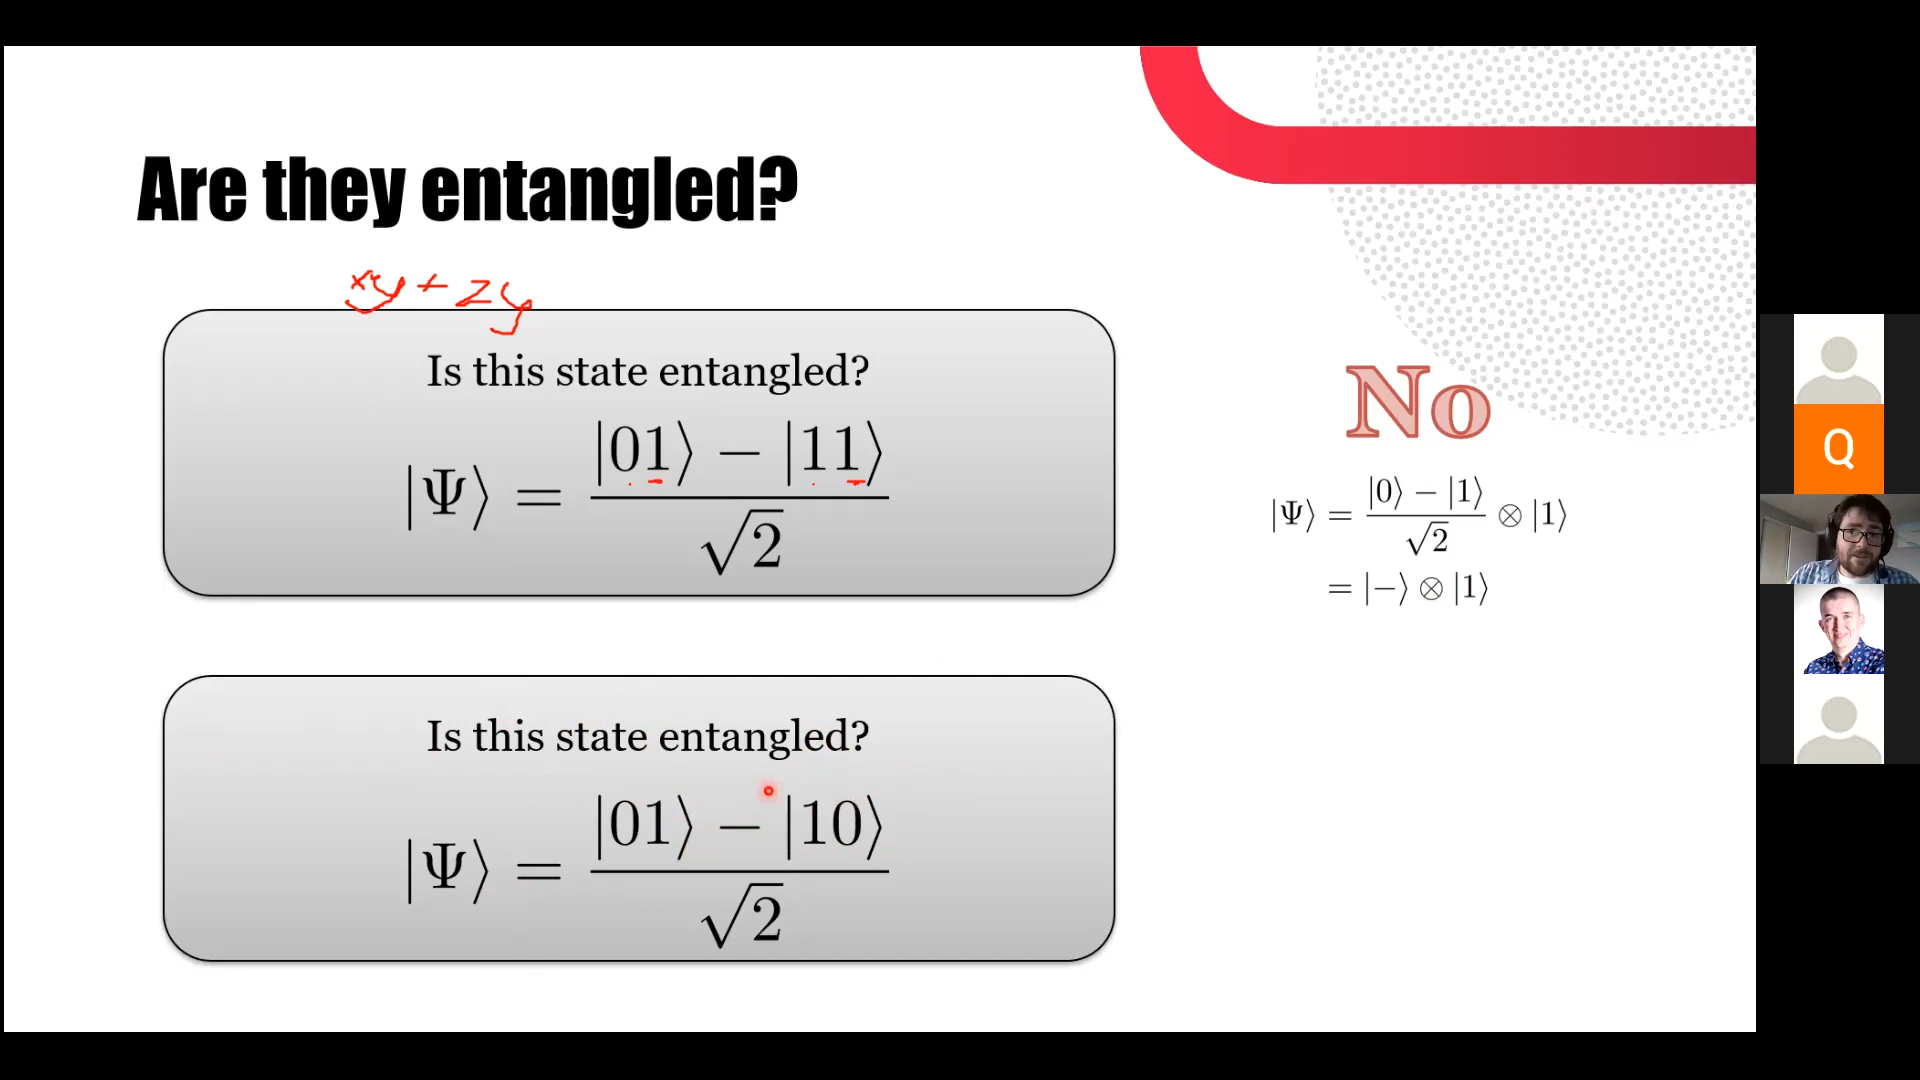 Are they entangled?
xy + zy
Is this state entangled?
|Ψ⟩ = (|01⟩ − |11⟩)/√2
No
|Ψ⟩ = (|0⟩ − |1⟩)/√2 ⊗ |1⟩
= |−⟩ ⊗ |1⟩
Is this state entangled?
|Ψ⟩ = (|01⟩ − |10⟩)/√2
Q